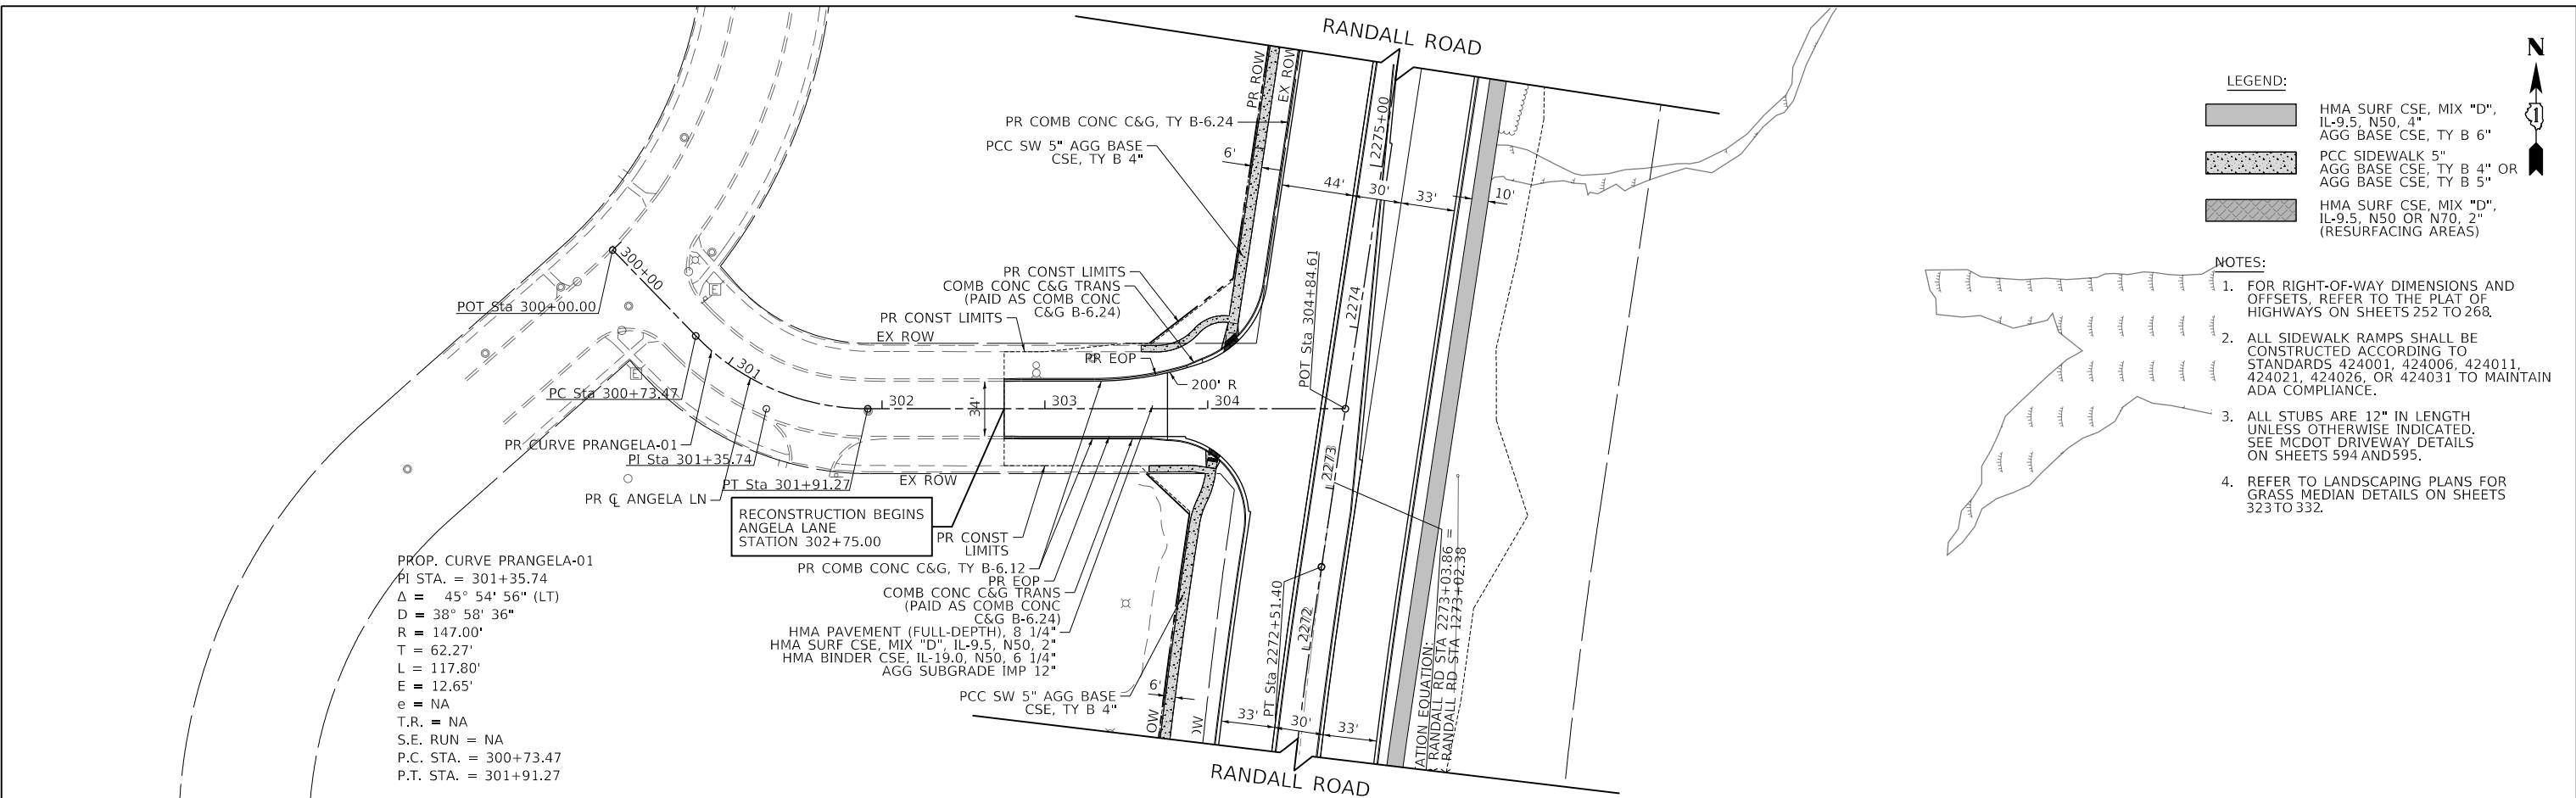 RANDALL ROAD
PR ROW
EX ROW
PR COMB CONC C&G, TY B-6.24
PCC SW 5" AGG BASE
CSE, TY B 4"
6'
44'
30'
33'
10'
2275+00
2274
2273
2272
POT Sta 304+84.61
PR CONST LIMITS
COMB CONC C&G TRANS
(PAID AS COMB CONC
C&G B-6.24)
PR CONST LIMITS
EX ROW
PR EOP
200' R
34'
300+00
301
302
303
304
POT Sta 300+00.00
PC Sta 300+73.47
PR CURVE PRANGELA-01
PI Sta 301+35.74
PT Sta 301+91.27
PR ℄ ANGELA LN
EX ROW
E
E
RECONSTRUCTION BEGINS
ANGELA LANE
STATION 302+75.00
PR CONST
LIMITS
PR COMB CONC C&G, TY B-6.12
PR EOP
COMB CONC C&G TRANS
(PAID AS COMB CONC
C&G B-6.24)
HMA PAVEMENT (FULL-DEPTH), 8 1/4"
HMA SURF CSE, MIX "D", IL-9.5, N50, 2"
HMA BINDER CSE, IL-19.0, N50, 6 1/4"
AGG SUBGRADE IMP 12"
PCC SW 5" AGG BASE
CSE, TY B 4"
6'
OW
OW
33'
30'
33'
PT Sta 2272+51.40
ATION EQUATION:
RANDALL RD STA 2273+03.86 =
RANDALL RD STA 1273+02.38
RANDALL ROAD
PROP. CURVE PRANGELA-01
PI STA. = 301+35.74
Δ = 45° 54' 56" (LT)
D = 38° 58' 36"
R = 147.00'
T = 62.27'
L = 117.80'
E = 12.65'
e = NA
T.R. = NA
S.E. RUN = NA
P.C. STA. = 300+73.47
P.T. STA. = 301+91.27
N
1
LEGEND:
HMA SURF CSE, MIX "D",
IL-9.5, N50, 4"
AGG BASE CSE, TY B 6"
PCC SIDEWALK 5"
AGG BASE CSE, TY B 4" OR
AGG BASE CSE, TY B 5"
HMA SURF CSE, MIX "D",
IL-9.5, N50 OR N70, 2"
(RESURFACING AREAS)
NOTES:
1. FOR RIGHT-OF-WAY DIMENSIONS AND
OFFSETS, REFER TO THE PLAT OF
HIGHWAYS ON SHEETS 252 TO 268.
2. ALL SIDEWALK RAMPS SHALL BE
CONSTRUCTED ACCORDING TO
STANDARDS 424001, 424006, 424011,
424021, 424026, OR 424031 TO MAINTAIN
ADA COMPLIANCE.
3. ALL STUBS ARE 12" IN LENGTH
UNLESS OTHERWISE INDICATED.
SEE MCDOT DRIVEWAY DETAILS
ON SHEETS 594 AND 595.
4. REFER TO LANDSCAPING PLANS FOR
GRASS MEDIAN DETAILS ON SHEETS
323 TO 332.